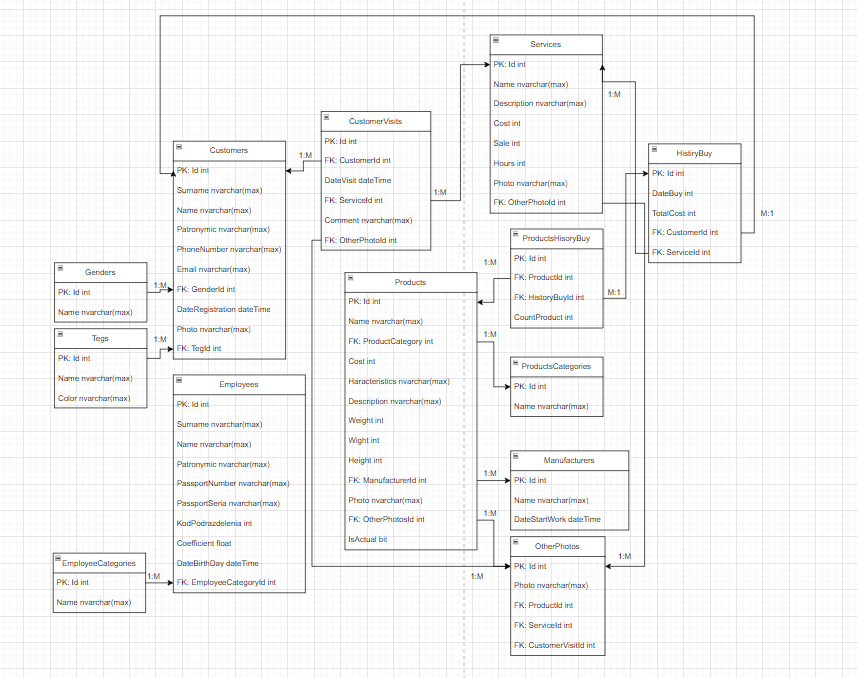 Services
PK: Id int
Name nvarchar(max)
Description nvarchar(max)
Cost int
Sale int
Hours int
Photo nvarchar(max)
FK: OtherPhotoId int
1:M
CustomerVisits
PK: Id int
FK: CustomerId int
DateVisit dateTime
FK: ServiceId int
Comment nvarchar(max)
FK: OtherPhotoId int
1:M
1:M
Customers
PK: Id int
Surname nvarchar(max)
Name nvarchar(max)
Patronymic nvarchar(max)
PhoneNumber nvarchar(max)
Email nvarchar(max)
FK: GenderId int
DateRegistration dateTime
Photo nvarchar(max)
FK: TegId int
HistiryBuy
PK: Id int
DateBuy int
TotalCost int
FK: CustomerId int
FK: ServiceId int
M:1
ProductsHisoryBuy
PK: Id int
FK: ProductId int
FK: HistoryBuyId int
CountProduct int
1:M
M:1
Genders
PK: Id int
Name nvarchar(max)
1:M
Tegs
PK: Id int
Name nvarchar(max)
Color nvarchar(max)
1:M
Products
PK: Id int
Name nvarchar(max)
FK: ProductCategory int
Cost int
Haracteristics nvarchar(max)
Description nvarchar(max)
Weight int
Wight int
Height int
FK: ManufacturerId int
Photo nvarchar(max)
FK: OtherPhotosId int
IsActual bit
1:M
1:M
1:M
ProductsCategories
PK: Id int
Name nvarchar(max)
Employees
PK: Id int
Surname nvarchar(max)
Name nvarchar(max)
Patronymic nvarchar(max)
PassportNumber nvarchar(max)
PassportSeria nvarchar(max)
KodPodrazdelenia int
Coefficient float
DateBirthDay dateTime
FK: EmployeeCategoryId int
Manufacturers
PK: Id int
Name nvarchar(max)
DateStartWork dateTime
EmployeeCategories
PK: Id int
Name nvarchar(max)
1:M
OtherPhotos
PK: Id int
Photo nvarchar(max)
FK: ProductId int
FK: ServiceId int
FK: CustomerVisitId int
1:M
1:M